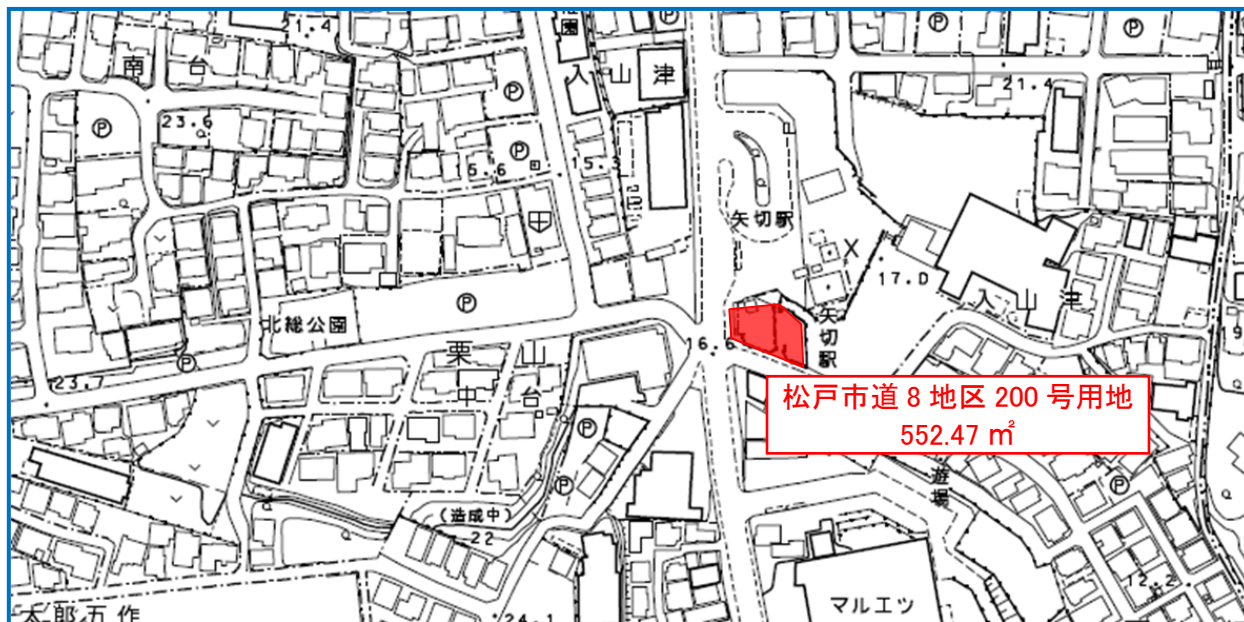 21.4
園
南台
入山津
Ⓟ
Ⓟ
Ⓟ
21.4
Ⓟ
Ⓟ
23.6
Ⓟ
15.3
5.6
矢切駅
17.0
入山津
Ⓟ
北総公園
矢切駅
栗山
16.6
中台
Ⓟ
23.7
松戸市道 8 地区 200 号用地
552.47 ㎡
Ⓟ
Ⓟ
遊場
Ⓟ
(造成中)
22
12.2
マルエツ
太郎五作
24.1